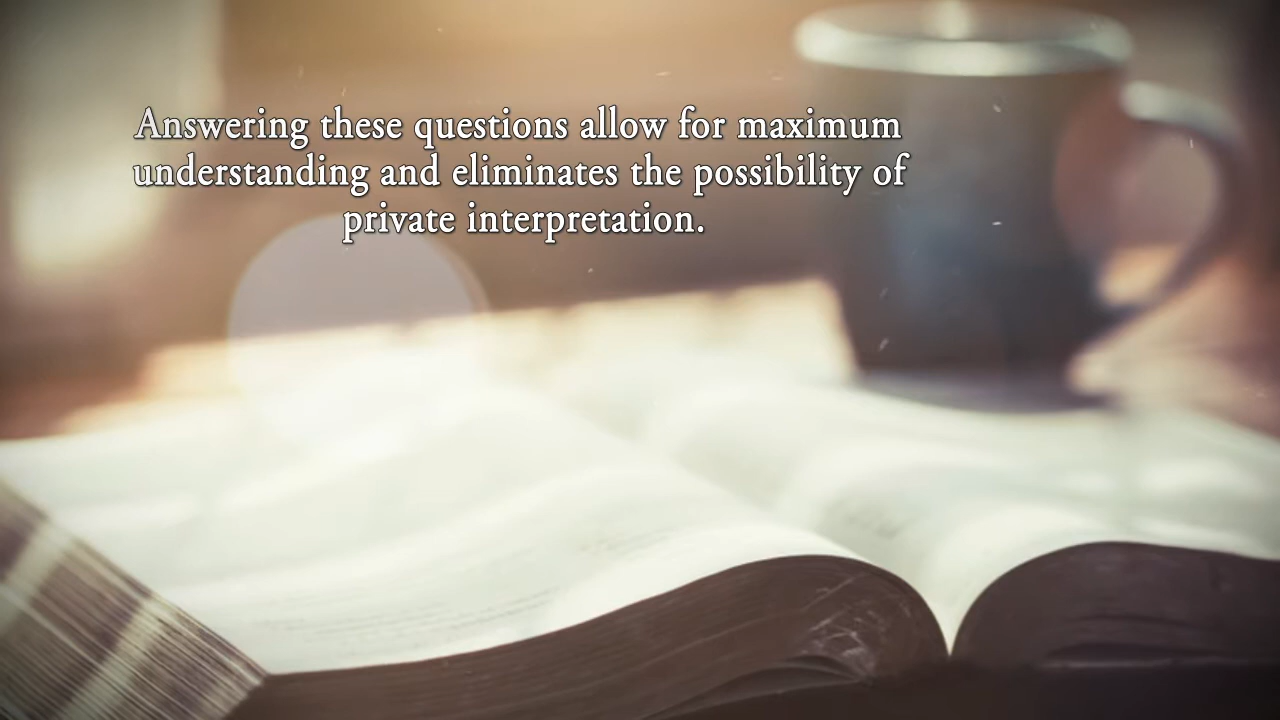 Answering these questions allow for maximum
understanding and eliminates the possibility of
private interpretation.